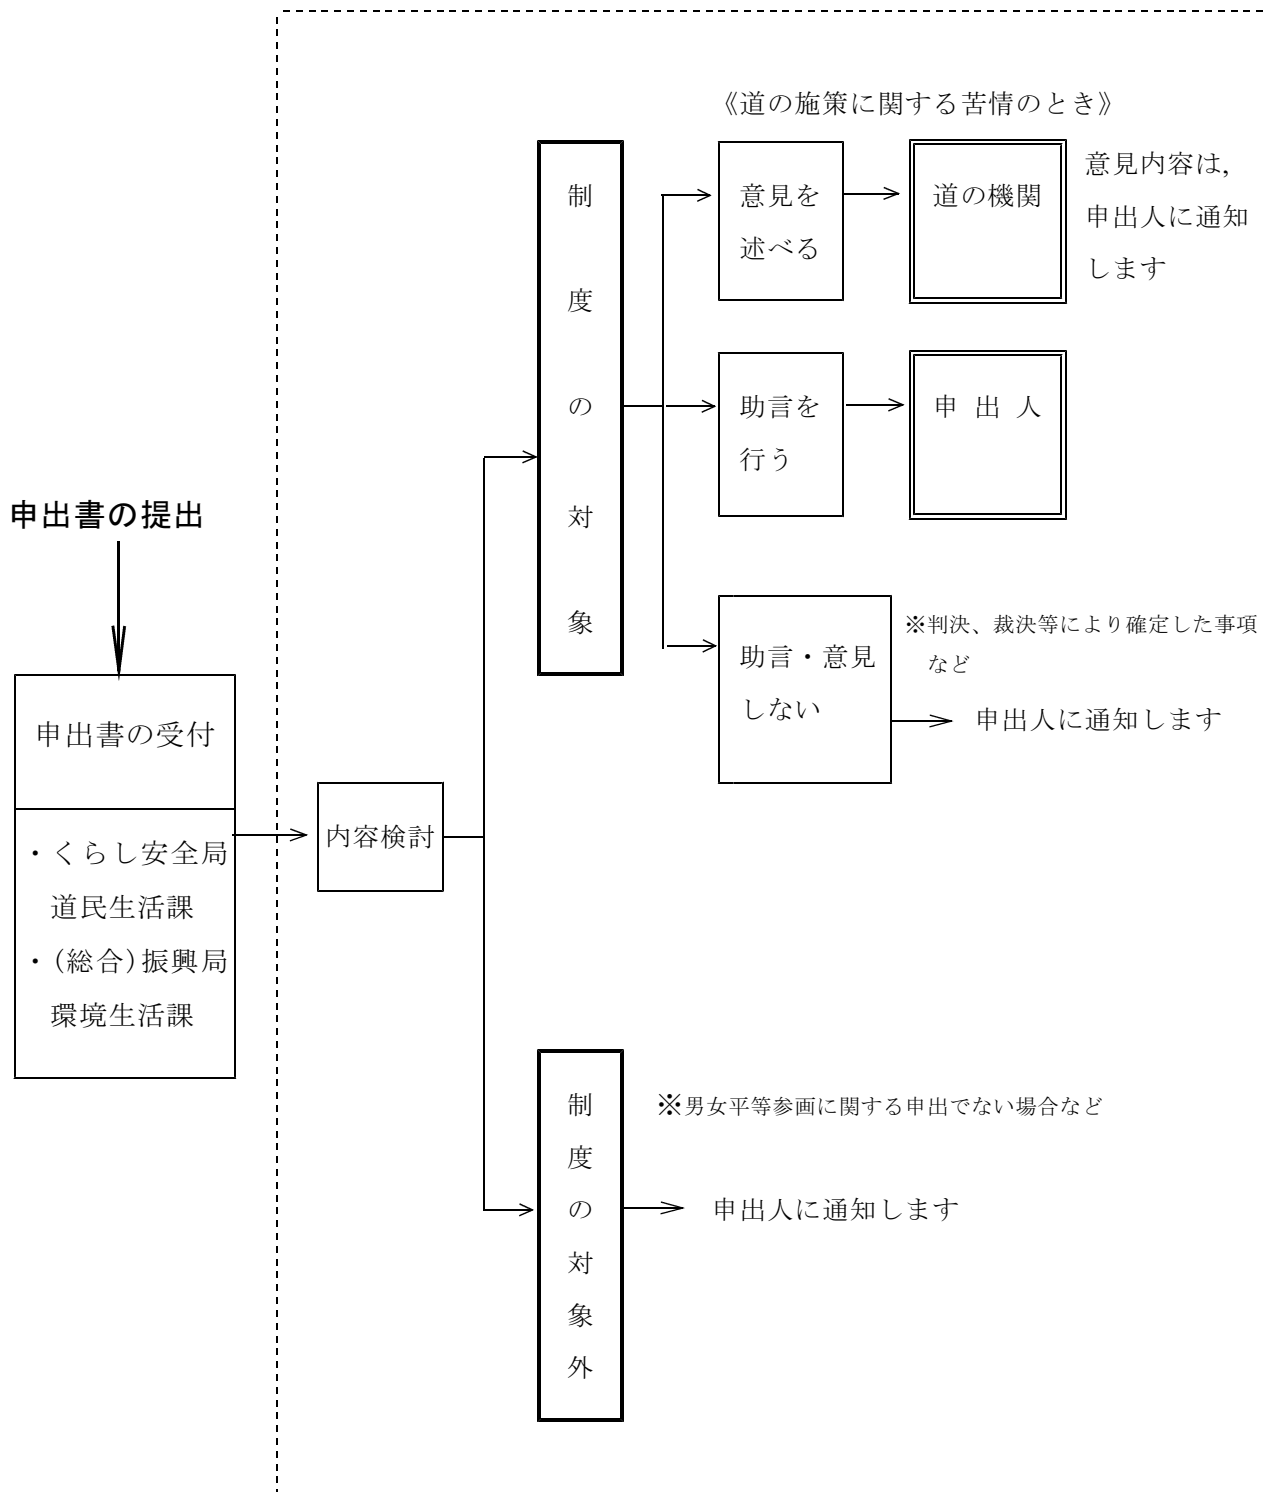 申出書の提出
申出書の受付
・くらし安全局
道民生活課
・(総合)振興局
環境生活課
内容検討
制度の対象
《道の施策に関する苦情のとき》
意見を
述べる
道の機関
意見内容は,
申出人に通知
します
助言を
行う
申出人
助言・意見
しない
※判決、裁決等により確定した事項
など
申出人に通知します
制度の対象外
※男女平等参画に関する申出でない場合など
申出人に通知します